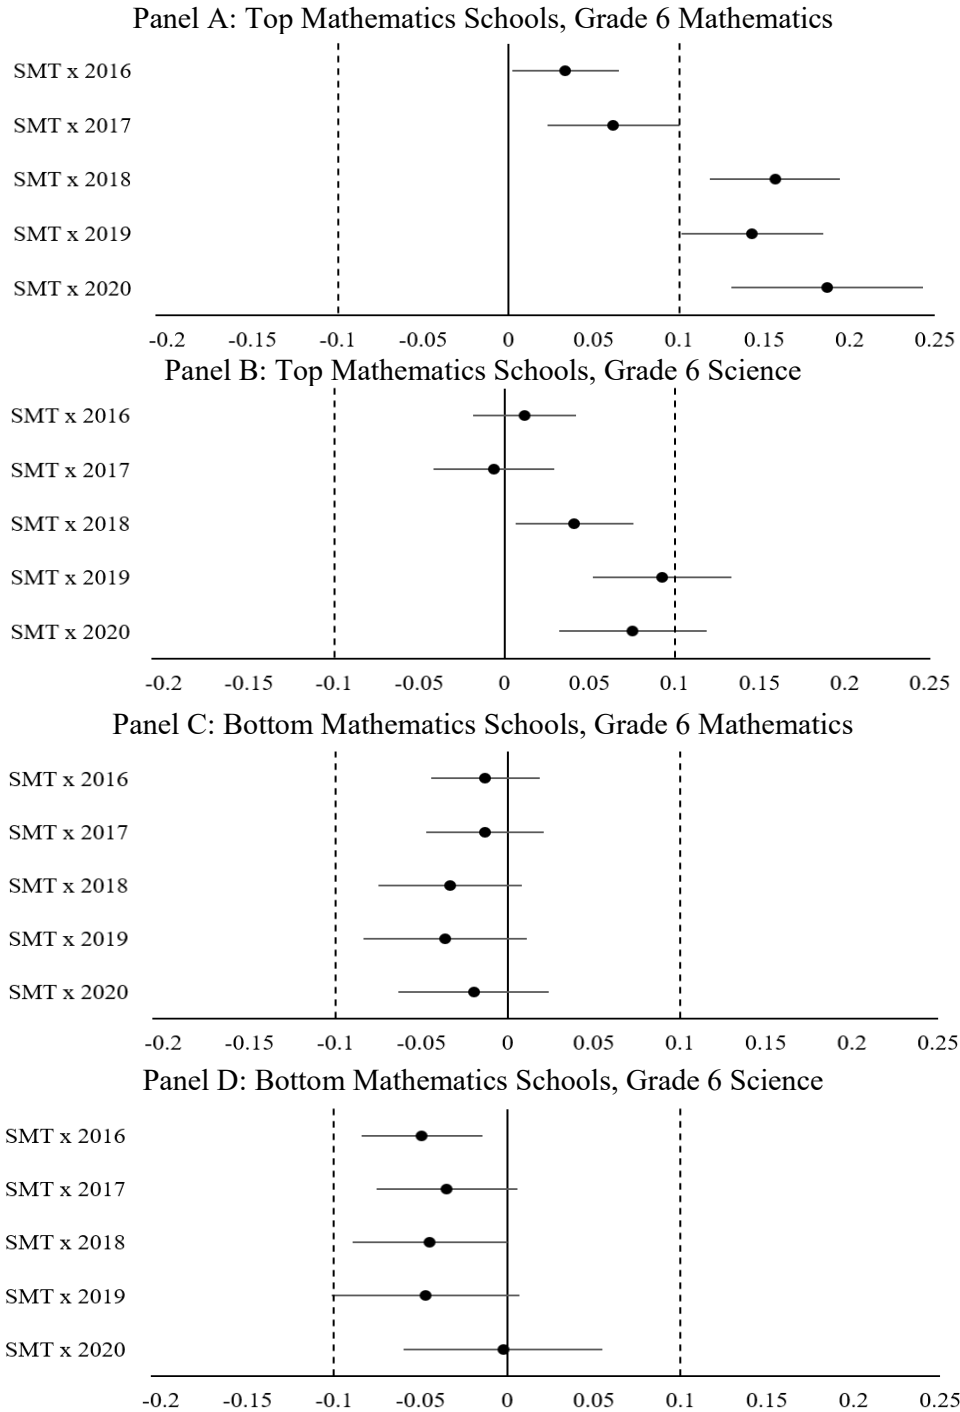 Panel A: Top Mathematics Schools, Grade 6 Mathematics
SMT x 2016
SMT x 2017
SMT x 2018
SMT x 2019
SMT x 2020
-0.2 -0.15 -0.1 -0.05 0 0.05 0.1 0.15 0.2 0.25
Panel B: Top Mathematics Schools, Grade 6 Science
SMT x 2016
SMT x 2017
SMT x 2018
SMT x 2019
SMT x 2020
-0.2 -0.15 -0.1 -0.05 0 0.05 0.1 0.15 0.2 0.25
Panel C: Bottom Mathematics Schools, Grade 6 Mathematics
SMT x 2016
SMT x 2017
SMT x 2018
SMT x 2019
SMT x 2020
-0.2 -0.15 -0.1 -0.05 0 0.05 0.1 0.15 0.2 0.25
Panel D: Bottom Mathematics Schools, Grade 6 Science
SMT x 2016
SMT x 2017
SMT x 2018
SMT x 2019
SMT x 2020
-0.2 -0.15 -0.1 -0.05 0 0.05 0.1 0.15 0.2 0.25